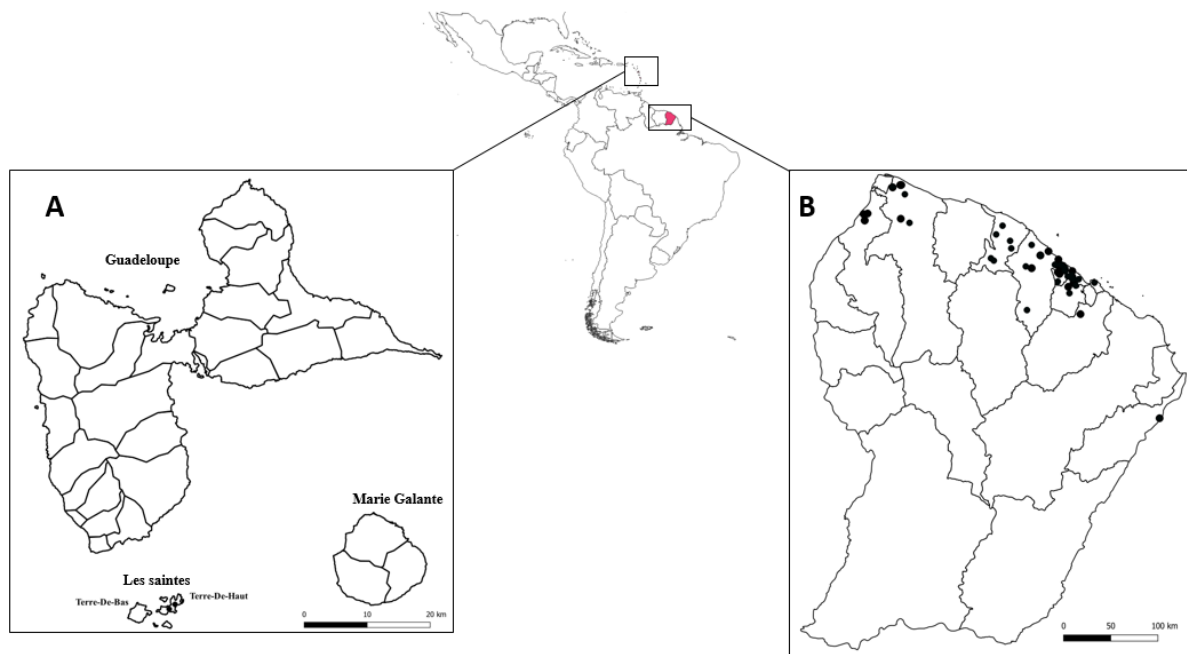 A
Guadeloupe
Marie Galante
Les saintes
Terre-De-Bas
Terre-De-Haut
0 10 20 km
B
0 50 100 km